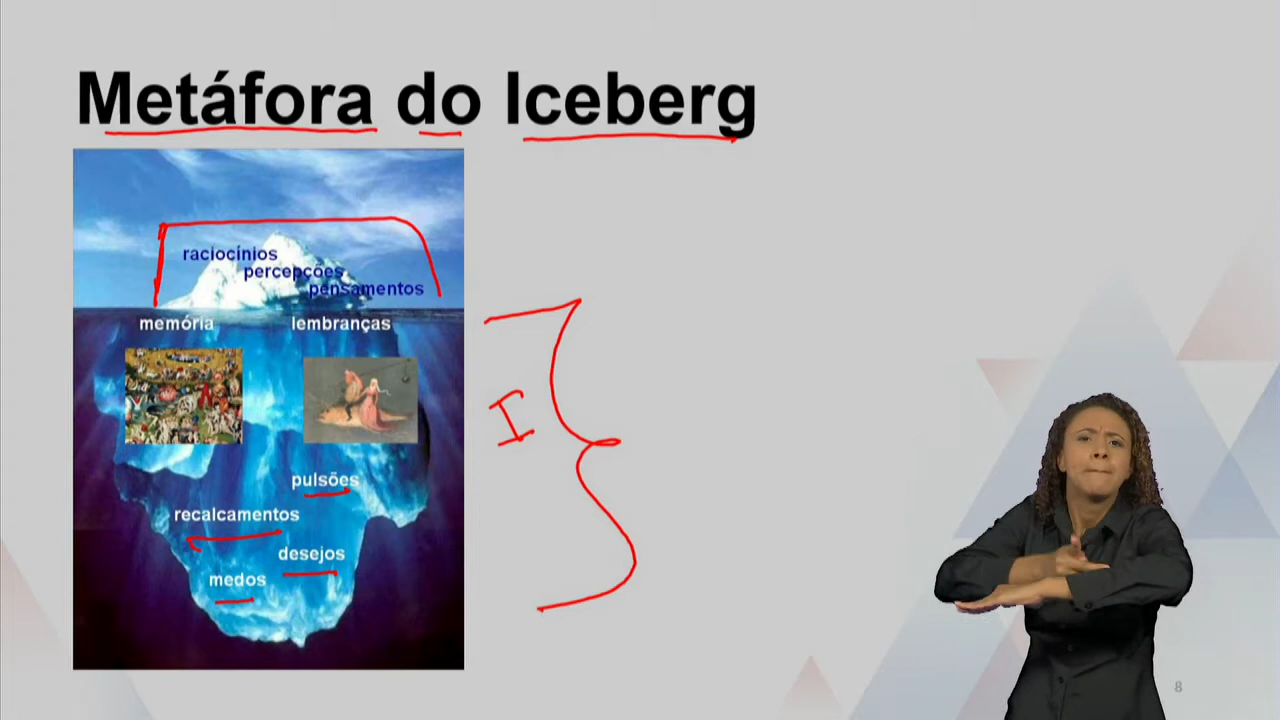 Metáfora do Iceberg
raciocínios
percepções
pensamentos
memória lembranças
I
pulsões
recalcamentos
desejos
medos
8